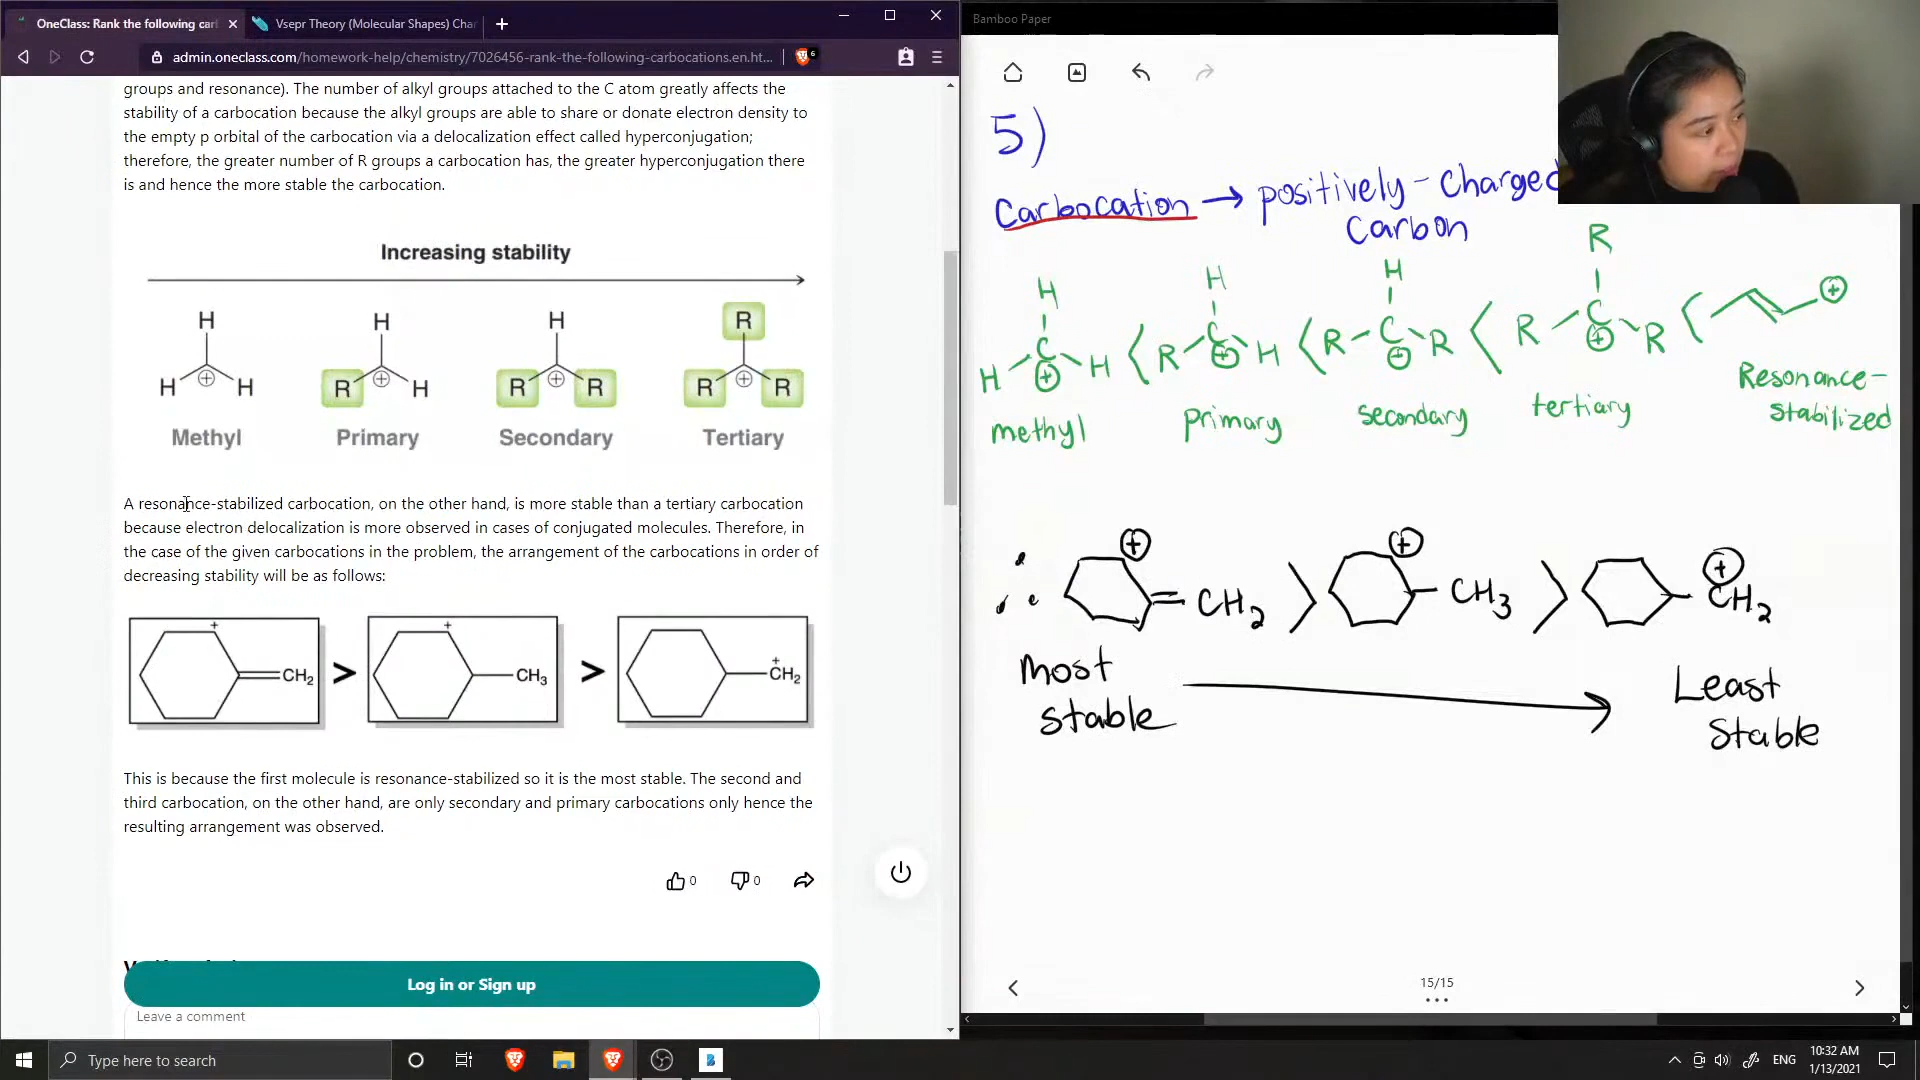 OneClass: Rank the following car
Vsepr Theory (Molecular Shapes) Cha
admin.oneclass.com/homework-help/chemistry/7026456-rank-the-following-carbocations.en.ht...
6
groups and resonance). The number of alkyl groups attached to the C atom greatly affects the
stability of a carbocation because the alkyl groups are able to share or donate electron density to
the empty p orbital of the carbocation via a delocalization effect called hyperconjugation;
therefore, the greater number of R groups a carbocation has, the greater hyperconjugation there
is and hence the more stable the carbocation.
Increasing stability
H H H R
H + H R + H R + R R + R
Methyl Primary Secondary Tertiary
A resonance-stabilized carbocation, on the other hand, is more stable than a tertiary carbocation
because electron delocalization is more observed in cases of conjugated molecules. Therefore, in
the case of the given carbocations in the problem, the arrangement of the carbocations in order of
decreasing stability will be as follows:
+ + +
CH2 > CH3 > CH2
This is because the first molecule is resonance-stabilized so it is the most stable. The second and
third carbocation, on the other hand, are only secondary and primary carbocations only hence the
resulting arrangement was observed.
0 0
Log in or Sign up
Leave a comment
Bamboo Paper
5)
Carbocation → positively-charged
Carbon
H H H R
H-C-H < R-C-H < R-C-R < R-C-R <
+ + + + +
methyl primary secondary tertiary Resonance-
stabilized
+ + +
∴ =CH2 > -CH3 > -CH2
most
stable
Least
Stable
15/15
Type here to search
ENG
10:32 AM
1/13/2021